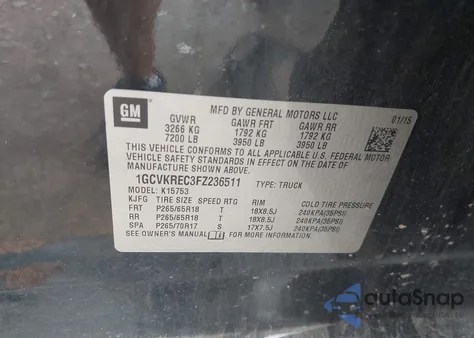 GM
MFD BY GENERAL MOTORS LLC
01/15
GVWR GAWR FRT GAWR RR
3266 KG 1792 KG 1792 KG
7200 LB 3950 LB 3950 LB
THIS VEHICLE CONFORMS TO ALL APPLICABLE U.S.
FEDERAL MOTOR VEHICLE SAFETY AND THEFT
PREVENTION STANDARDS IN EFFECT ON THE
DATE OF MANUFACTURE SHOWN ABOVE.
1GCVKREC3FZ236511 TYPE: TRUCK
MODEL: K15753
KJFG TIRE SIZE SPEED RTG RIM COLD TIRE PRESSURE
FRT P265/65R18 T 18X8.5J 240KPA(35PSI)
RR P265/65R18 T 18X8.5J 240KPA(35PSI)
SPA P265/70R17 S 17X7.5J 240KPA(35PSI)
SEE OWNER'S MANUAL FOR MORE INFORMATION.
autoSnap